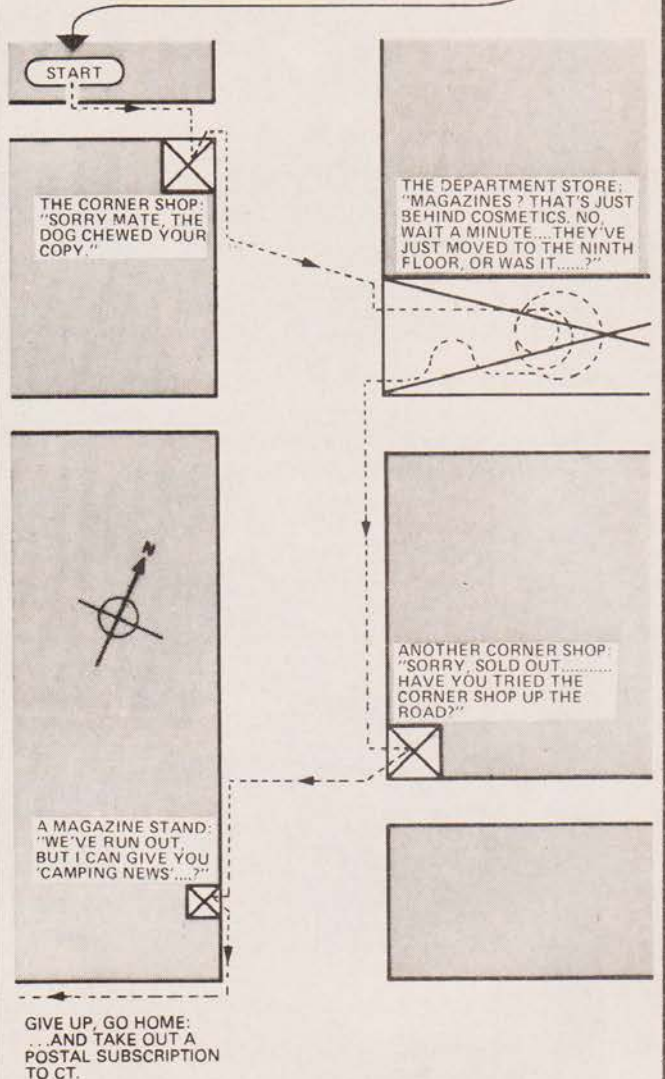 START
THE CORNER SHOP:
"SORRY MATE, THE
DOG CHEWED YOUR
COPY."
THE DEPARTMENT STORE:
"MAGAZINES? THAT'S JUST
BEHIND COSMETICS. NO,
WAIT A MINUTE....THEY'VE
JUST MOVED TO THE NINTH
FLOOR, OR WAS IT......?"
N
ANOTHER CORNER SHOP:
"SORRY, SOLD OUT...........
HAVE YOU TRIED THE
CORNER SHOP UP THE
ROAD?"
A MAGAZINE STAND:
"WE'VE RUN OUT,
BUT I CAN GIVE YOU
'CAMPING NEWS'....?"
GIVE UP, GO HOME:
...AND TAKE OUT A
POSTAL SUBSCRIPTION
TO CT.